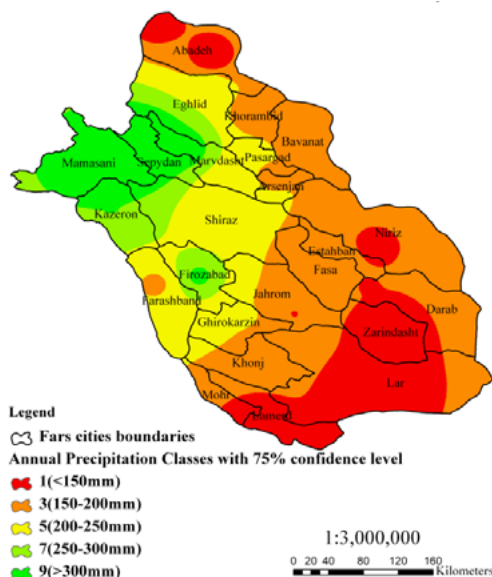 Abadeh
Eghlid
Khorambid
Bavanat
Mamasani
Sepydan
Marvdasht
Pasargad
Arsenjan
Kazeron
Shiraz
Niriz
Estahban
Firozabad
Fasa
Farashband
Jahrom
Darab
Ghirokarzin
Zarindasht
Khonj
Lar
Mohr
Lamerd
Legend
Fars cities boundaries
Annual Precipitation Classes with 75% confidence level
1(<150mm)
3(150-200mm)
5(200-250mm)
7(250-300mm)
9(>300mm)
1:3,000,000
0 20 40 80 120 160
Kilometers